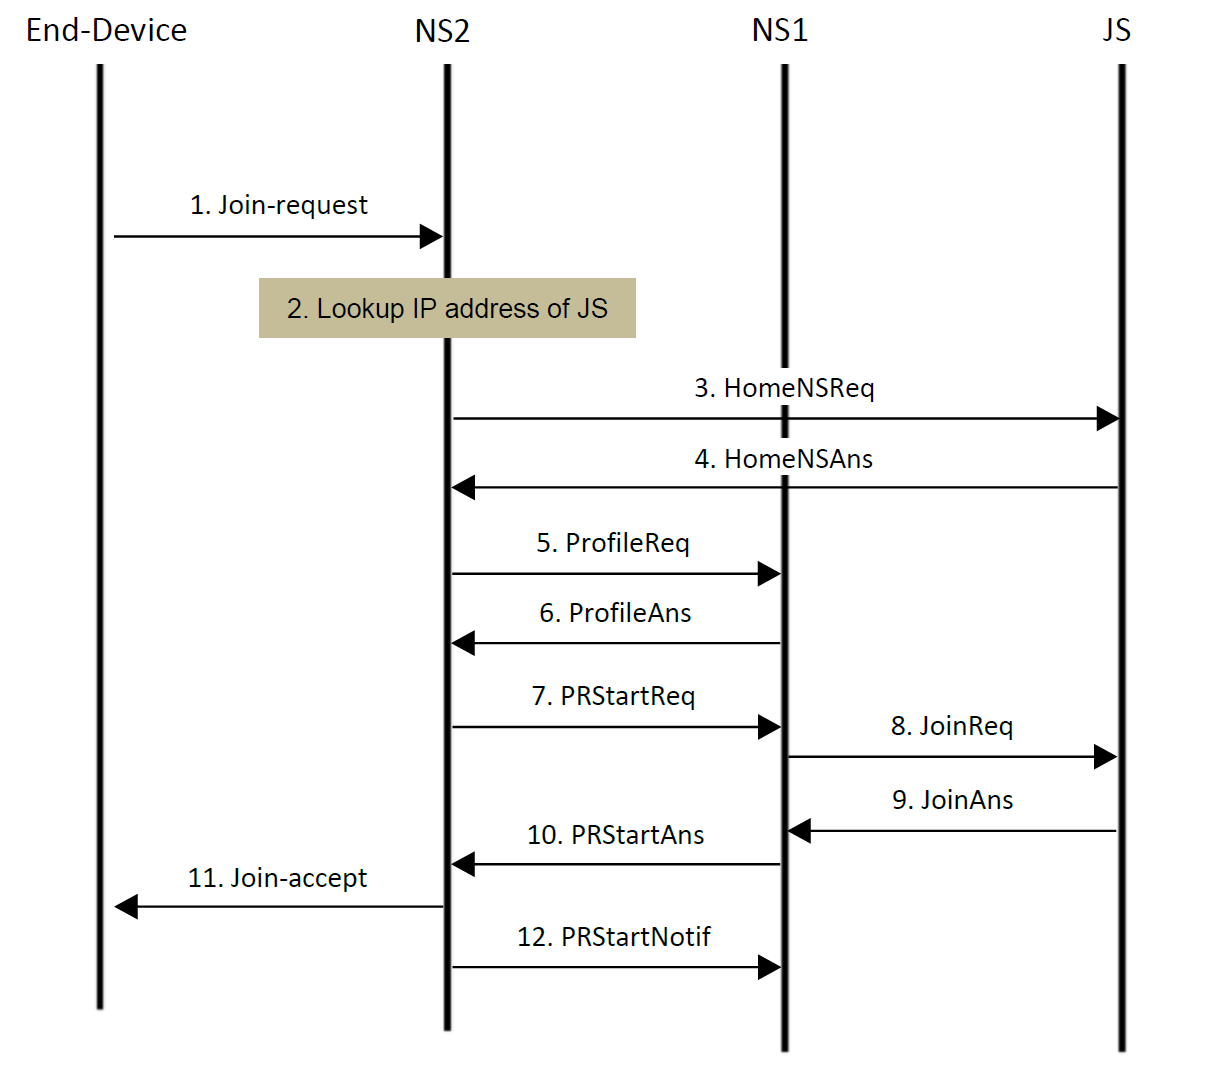 End-Device
NS2
NS1
JS
1. Join-request
2. Lookup IP address of JS
3. HomeNSReq
4. HomeNSAns
5. ProfileReq
6. ProfileAns
7. PRStartReq
8. JoinReq
9. JoinAns
10. PRStartAns
11. Join-accept
12. PRStartNotif